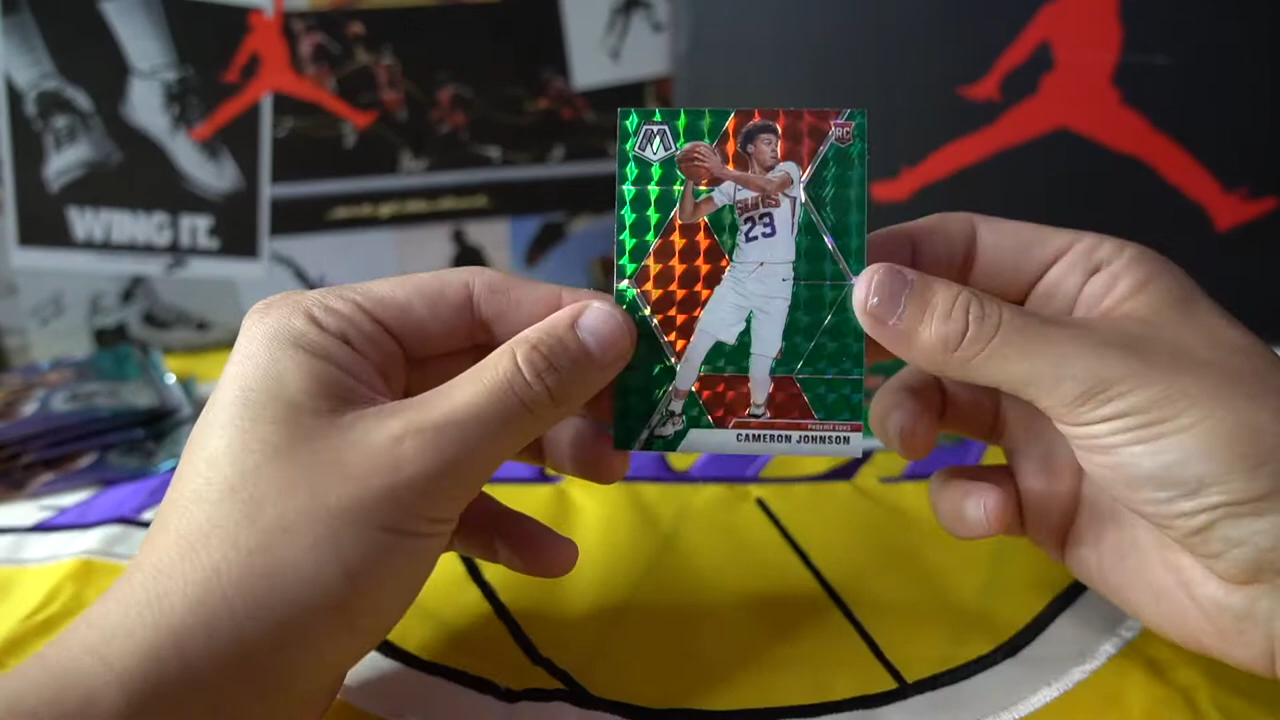 WING IT.
RC
SUNS
23
PHOENIX SUNS
CAMERON JOHNSON